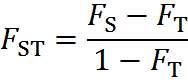 F_ST = (F_S − F_T) / (1 − F_T)